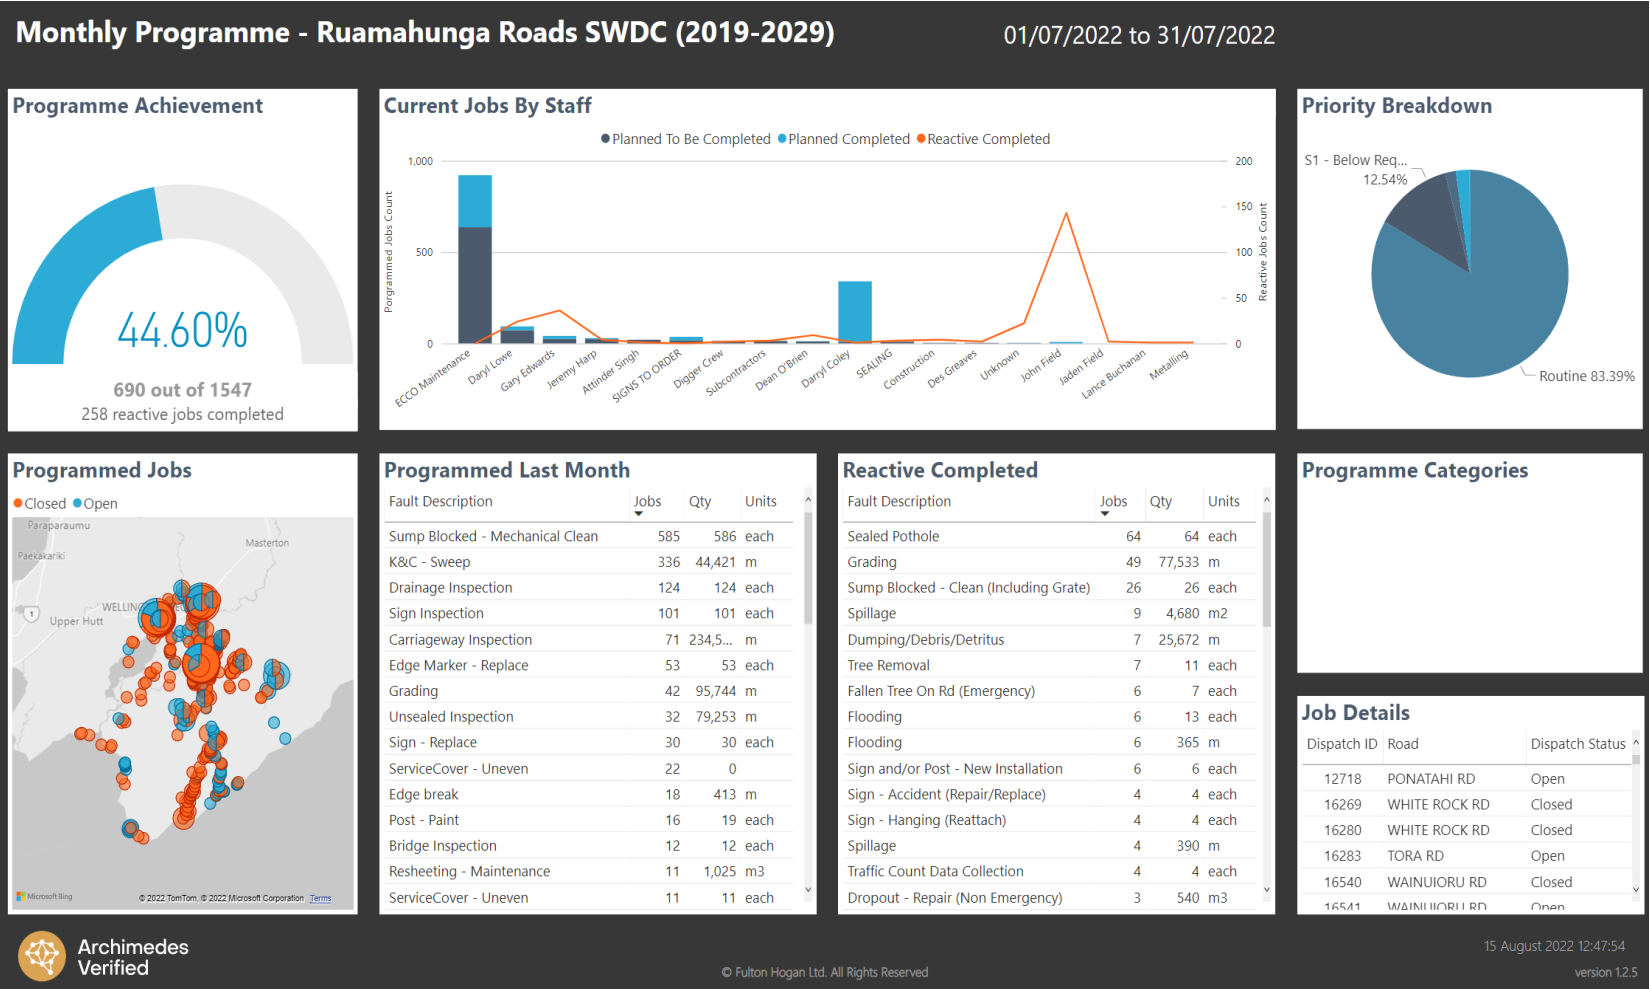 Monthly Programme - Ruamahunga Roads SWDC (2019-2029)
01/07/2022 to 31/07/2022
Programme Achievement
44.60%
690 out of 1547
258 reactive jobs completed
Current Jobs By Staff
Planned To Be Completed Planned Completed Reactive Completed
Porgrammed Jobs Count
1,000
500
0
200
150
100
50
0
Reactive Jobs Count
ECCO Maintenance
Daryl Lowe
Gary Edwards
Jeremy Harp
Attinder Singh
SIGNS TO ORDER
Digger Crew
Subcontractors
Dean O'Brien
Darryl Coley
SEALING
Construction
Des Greaves
Unknown
John Field
Jaden Field
Lance Buchanan
Metalling
Priority Breakdown
S1 - Below Req...
12.54%
Routine 83.39%
Programmed Jobs
Closed Open
Paraparaumu
Paekakariki
Masterton
1
Upper Hutt
Microsoft Bing
© 2022 TomTom, © 2022 Microsoft Corporation Terms
Programmed Last Month
Fault Description Jobs Qty Units
Sump Blocked - Mechanical Clean 585 586 each
K&C - Sweep 336 44,421 m
Drainage Inspection 124 124 each
Sign Inspection 101 101 each
Carriageway Inspection 71 234,5... m
Edge Marker - Replace 53 53 each
Grading 42 95,744 m
Unsealed Inspection 32 79,253 m
Sign - Replace 30 30 each
ServiceCover - Uneven 22 0
Edge break 18 413 m
Post - Paint 16 19 each
Bridge Inspection 12 12 each
Resheeting - Maintenance 11 1,025 m3
ServiceCover - Uneven 11 11 each
Reactive Completed
Fault Description Jobs Qty Units
Sealed Pothole 64 64 each
Grading 49 77,533 m
Sump Blocked - Clean (Including Grate) 26 26 each
Spillage 9 4,680 m2
Dumping/Debris/Detritus 7 25,672 m
Tree Removal 7 11 each
Fallen Tree On Rd (Emergency) 6 7 each
Flooding 6 13 each
Flooding 6 365 m
Sign and/or Post - New Installation 6 6 each
Sign - Accident (Repair/Replace) 4 4 each
Sign - Hanging (Reattach) 4 4 each
Spillage 4 390 m
Traffic Count Data Collection 4 4 each
Dropout - Repair (Non Emergency) 3 540 m3
Programme Categories
Job Details
Dispatch ID Road Dispatch Status
12718 PONATAHI RD Open
16269 WHITE ROCK RD Closed
16280 WHITE ROCK RD Closed
16283 TORA RD Open
16540 WAINUIORU RD Closed
16541 WAINUIORU RD Open
Archimedes
Verified
© Fulton Hogan Ltd. All Rights Reserved
15 August 2022 12:47:54
version 1.2.5